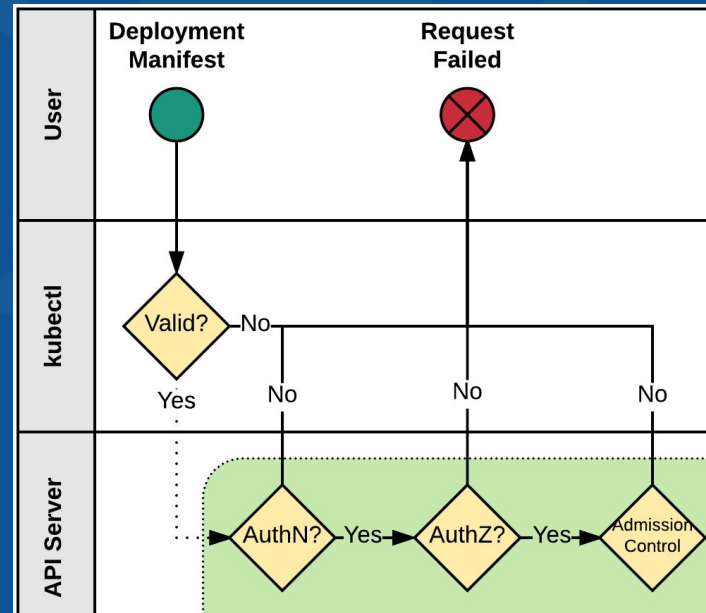 Deployment
Manifest
Request
Failed
User
kubectl
Valid?
No
Yes
No
No
No
API Server
AuthN?
Yes
AuthZ?
Yes
Admission
Control